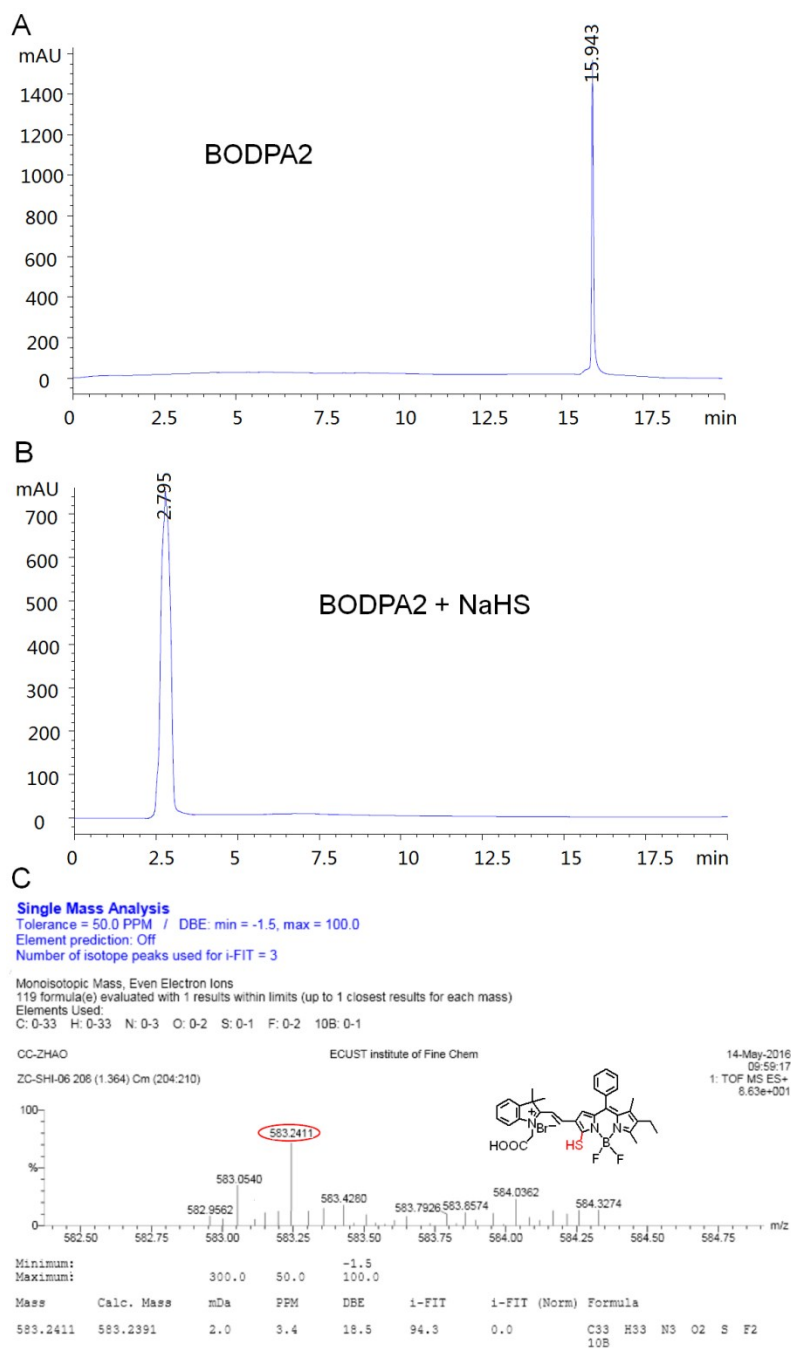 A
mAU
15.943
1400
1200
1000
800
600
400
200
0
BODPA2
0 2.5 5 7.5 10 12.5 15 17.5 min
B
mAU
2.795
700
600
500
400
300
200
100
0
BODPA2 + NaHS
0 2.5 5 7.5 10 12.5 15 17.5 min
C
Single Mass Analysis
Tolerance = 50.0 PPM / DBE: min = -1.5, max = 100.0
Element prediction: Off
Number of isotope peaks used for i-FIT = 3
Monoisotopic Mass, Even Electron Ions
119 formula(e) evaluated with 1 results within limits (up to 1 closest results for each mass)
Elements Used:
C: 0-33 H: 0-33 N: 0-3 O: 0-2 S: 0-1 F: 0-2 10B: 0-1
CC-ZHAO ECUST institute of Fine Chem 14-May-2016
09:59:17
ZC-SHI-06 206 (1.364) Cm (204:210) 1: TOF MS ES+
6.63e+001
100
%
0
583.2411
583.0540
582.9562
583.4280
583.7926
583.8574
584.0362
584.3274
HOOC
N
+
Br-
HS
N
B
N
F
F
582.50 582.75 583.00 583.25 583.50 583.75 584.00 584.25 584.50 584.75 m/z
Minimum: -1.5
Maximum: 300.0 50.0 100.0
Mass Calc. Mass mDa PPM DBE i-FIT i-FIT (Norm) Formula
583.2411 583.2391 2.0 3.4 18.5 94.3 0.0 C33 H33 N3 O2 S F2
10B